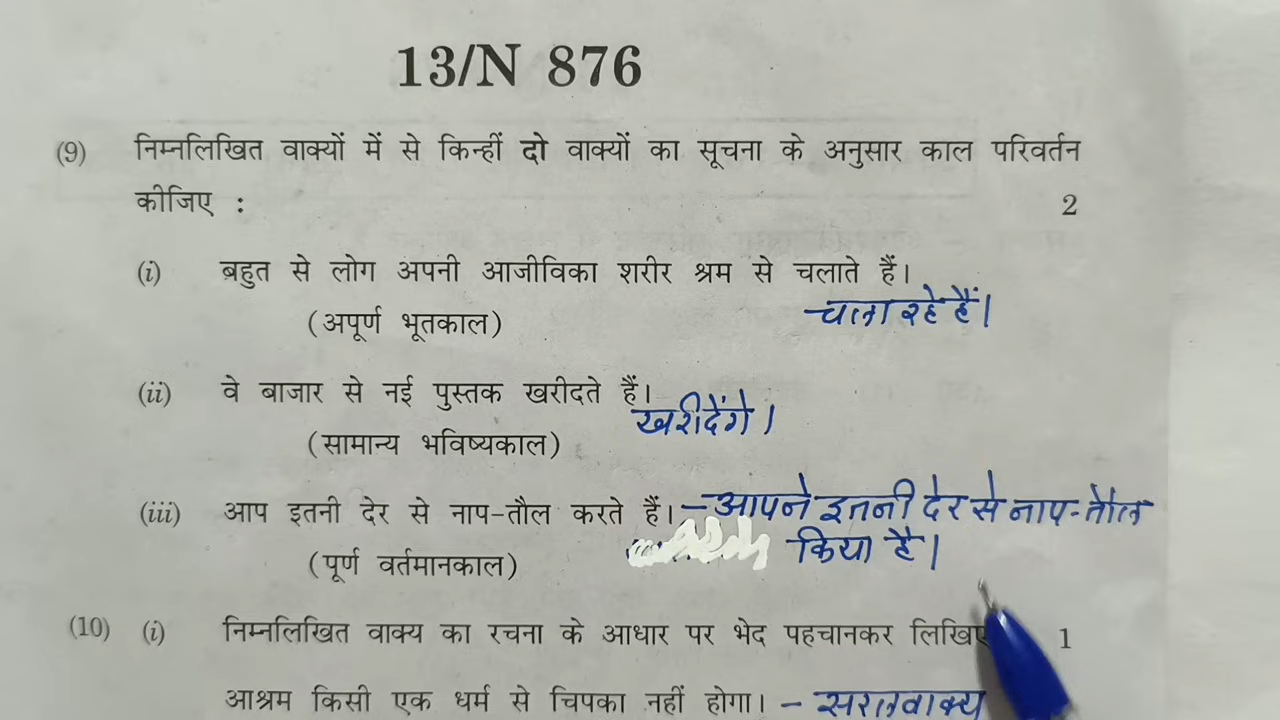 13/N 876
(9) निम्नलिखित वाक्यों में से किन्हीं दो वाक्यों का सूचना के अनुसार काल परिवर्तन
कीजिए : 2
(i) बहुत से लोग अपनी आजीविका शरीर श्रम से चलाते हैं।
(अपूर्ण भूतकाल) चला रहे हैं।
(ii) वे बाजार से नई पुस्तक खरीदते हैं।
खरीदेंगे।
(सामान्य भविष्यकाल)
(iii) आप इतनी देर से नाप-तौल करते हैं। – आपने इतनी देर से नाप-तौल
(पूर्ण वर्तमानकाल) किया है।
(10) (i) निम्नलिखित वाक्य का रचना के आधार पर भेद पहचानकर लिखिए 1
आश्रम किसी एक धर्म से चिपका नहीं होगा। – सरलवाक्य